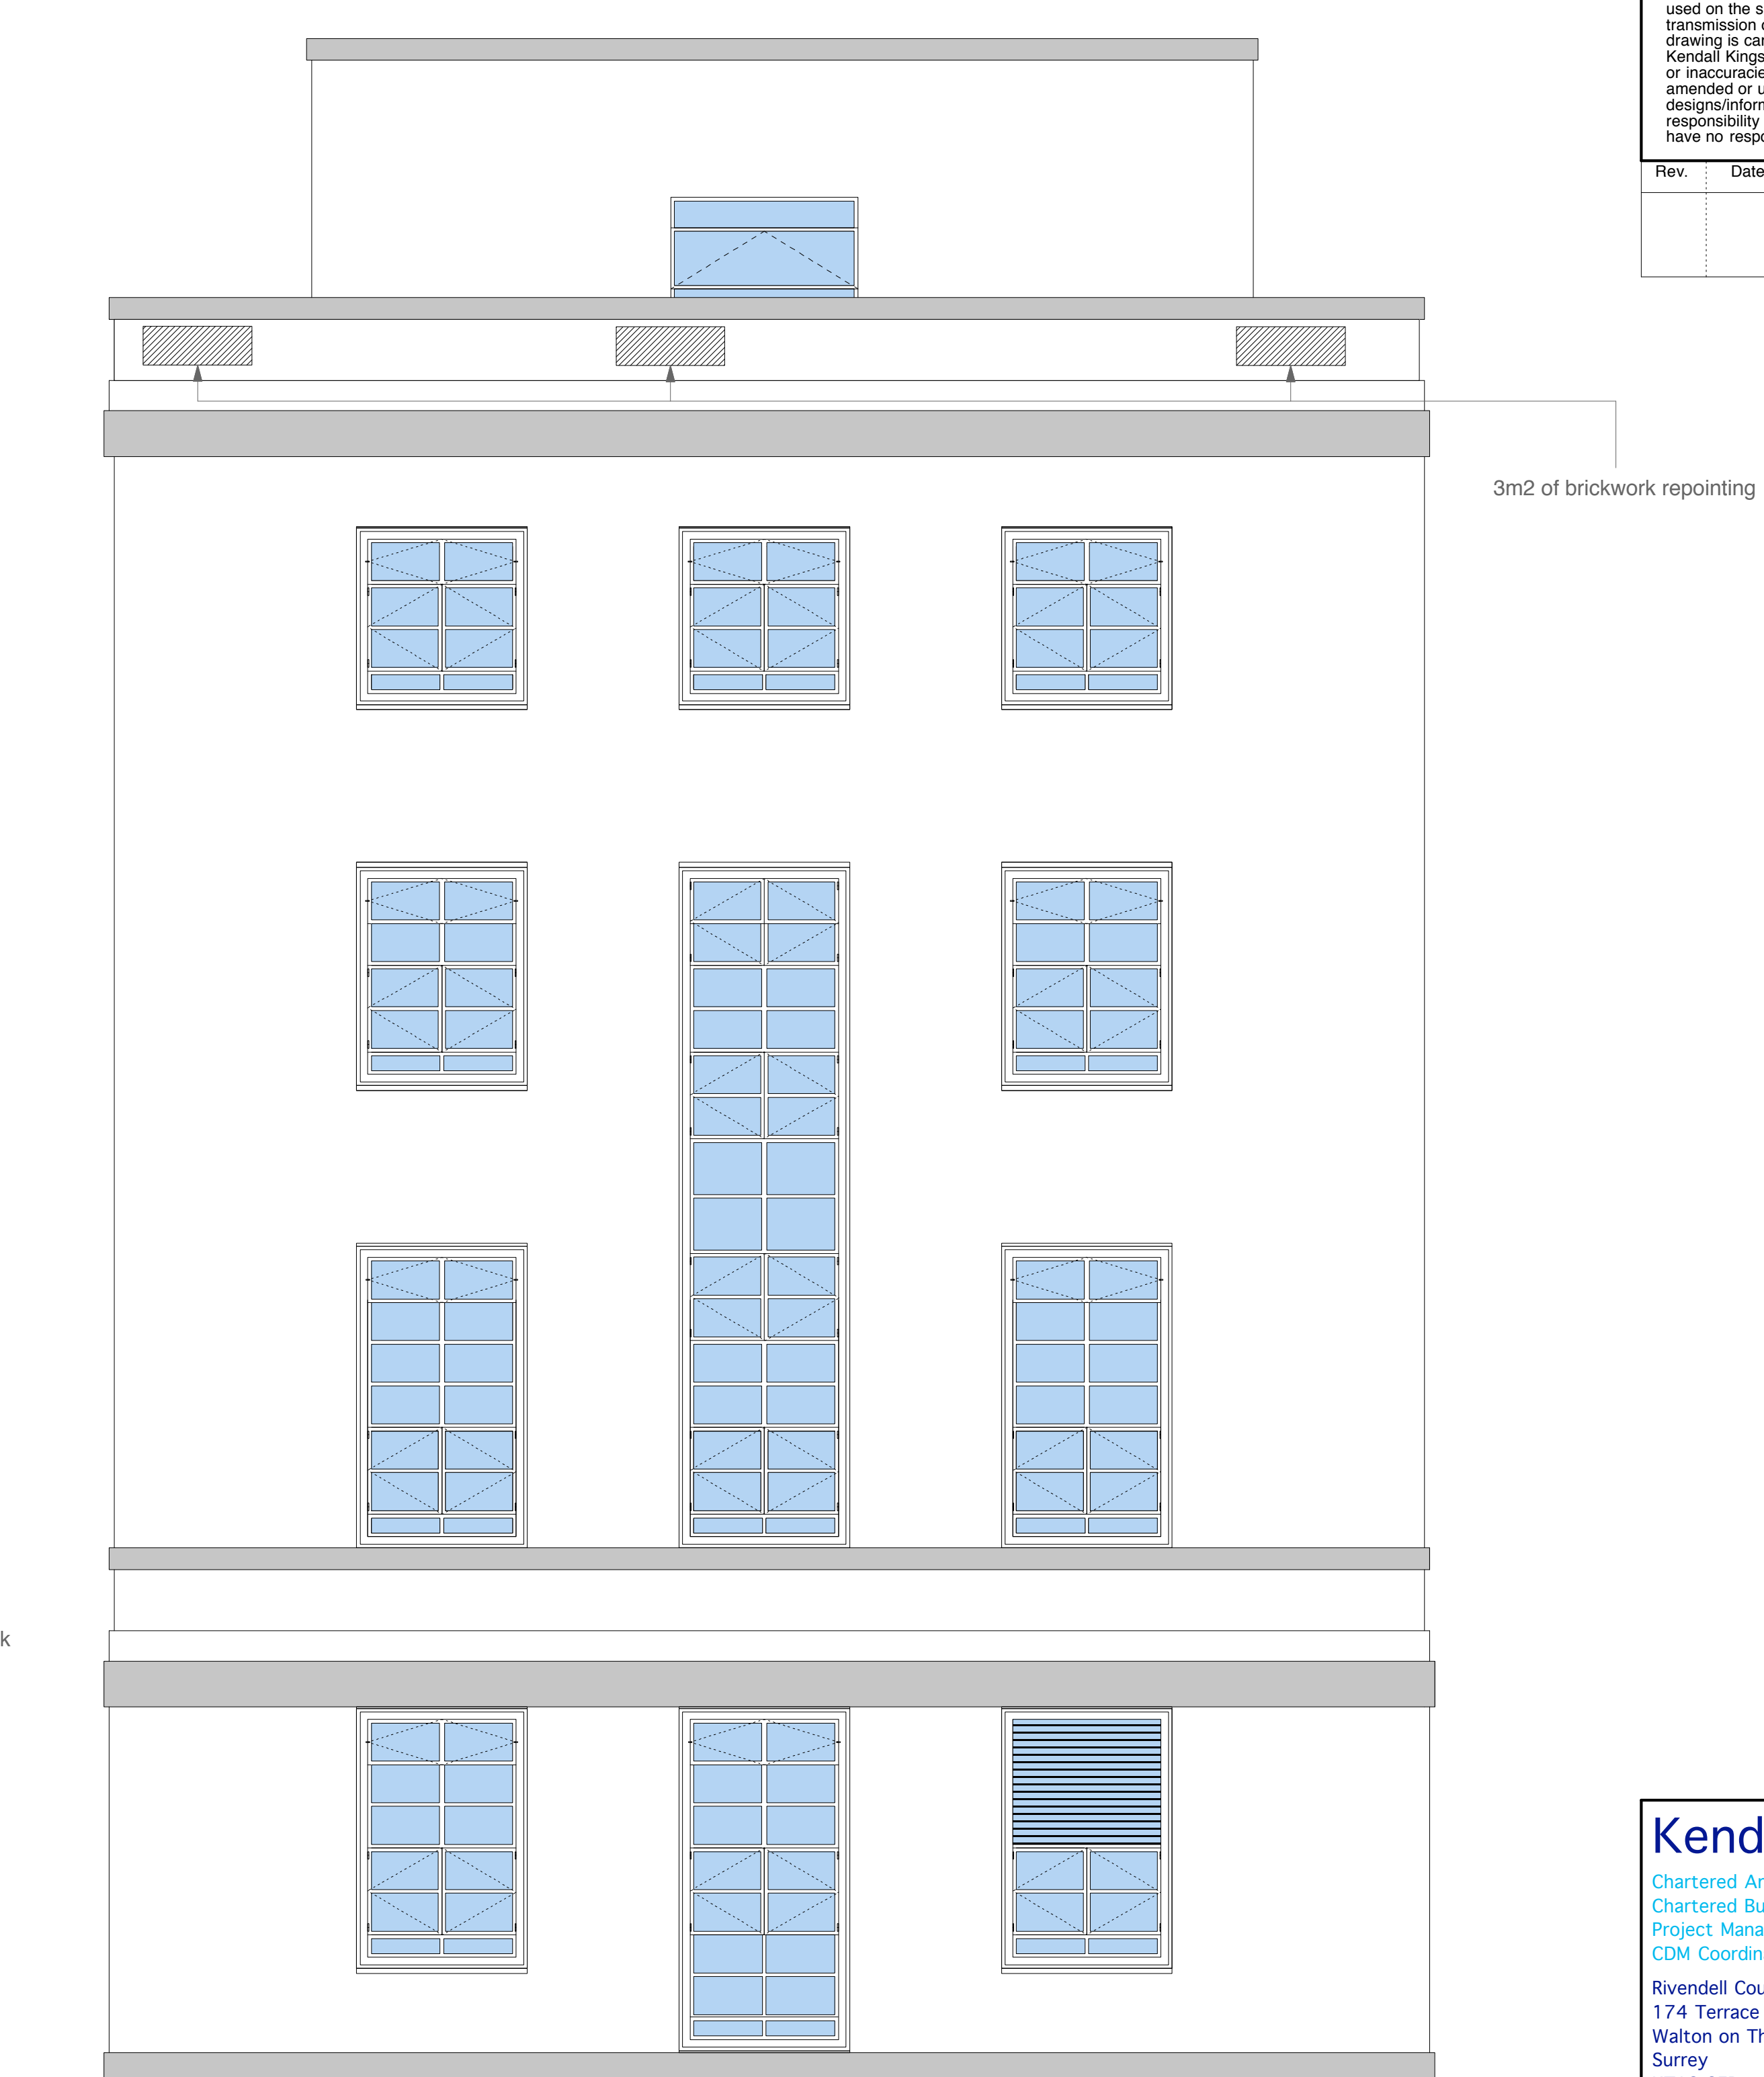 used on the s
transmission
drawing is car
Kendall Kings
or inaccuracie
amended or u
designs/inforr
responsibility
have no respo
Rev. Date
3m2 of brickwork repointing
k
Kend
Chartered Ar
Chartered Bu
Project Mana
CDM Coordin
Rivendell Cou
174 Terrace
Walton on Th
Surrey